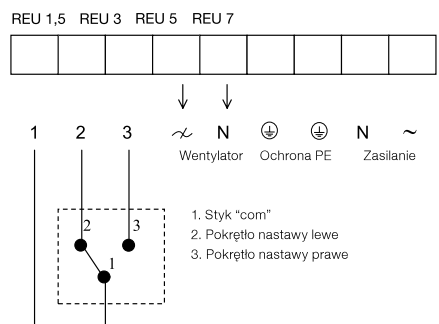 REU 1,5 REU 3 REU 5 REU 7
1 2 3 N N ~
Wentylator Ochrona PE Zasilanie
1. Styk “com”
2. Pokrętło nastawy lewe
3. Pokrętło nastawy prawe
2 3
1